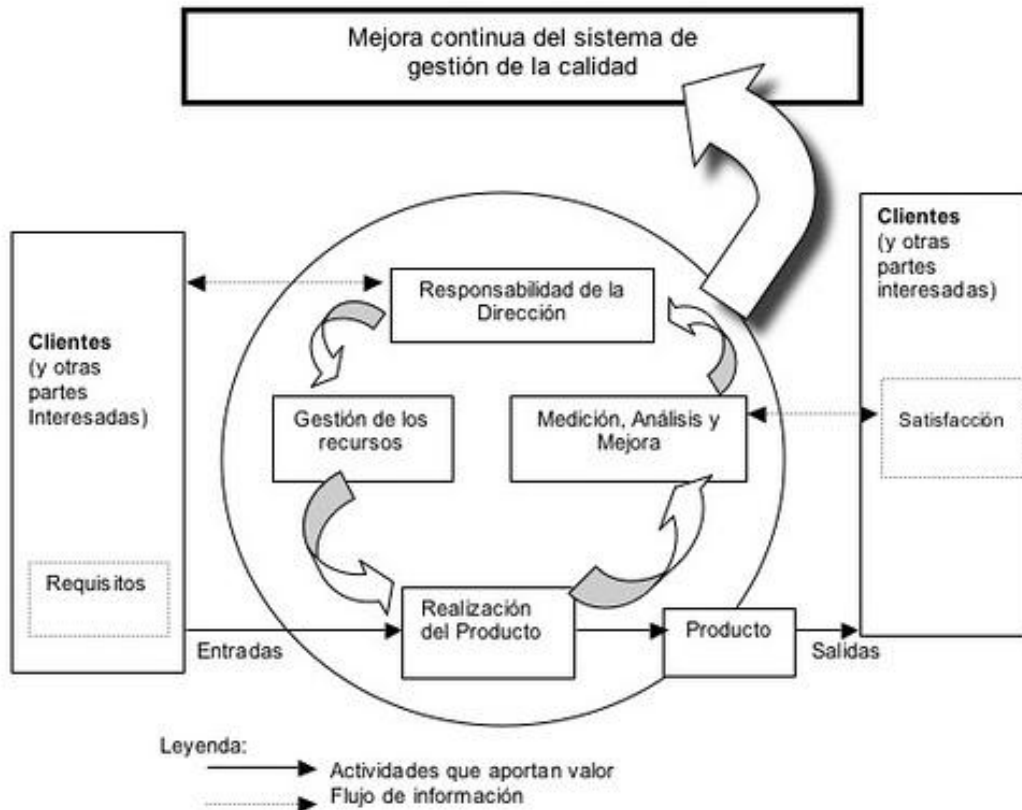 Mejora continua del sistema de
gestión de la calidad
Clientes
(y otras
partes
Interesadas)
Requisitos
Entradas
Responsabilidad de la
Dirección
Gestión de los
recursos
Medición, Análisis y
Mejora
Realización
del Producto
Producto
Salidas
Clientes
(y otras
partes
interesadas)
Satisfacción
Leyenda:
Actividades que aportan valor
Flujo de información